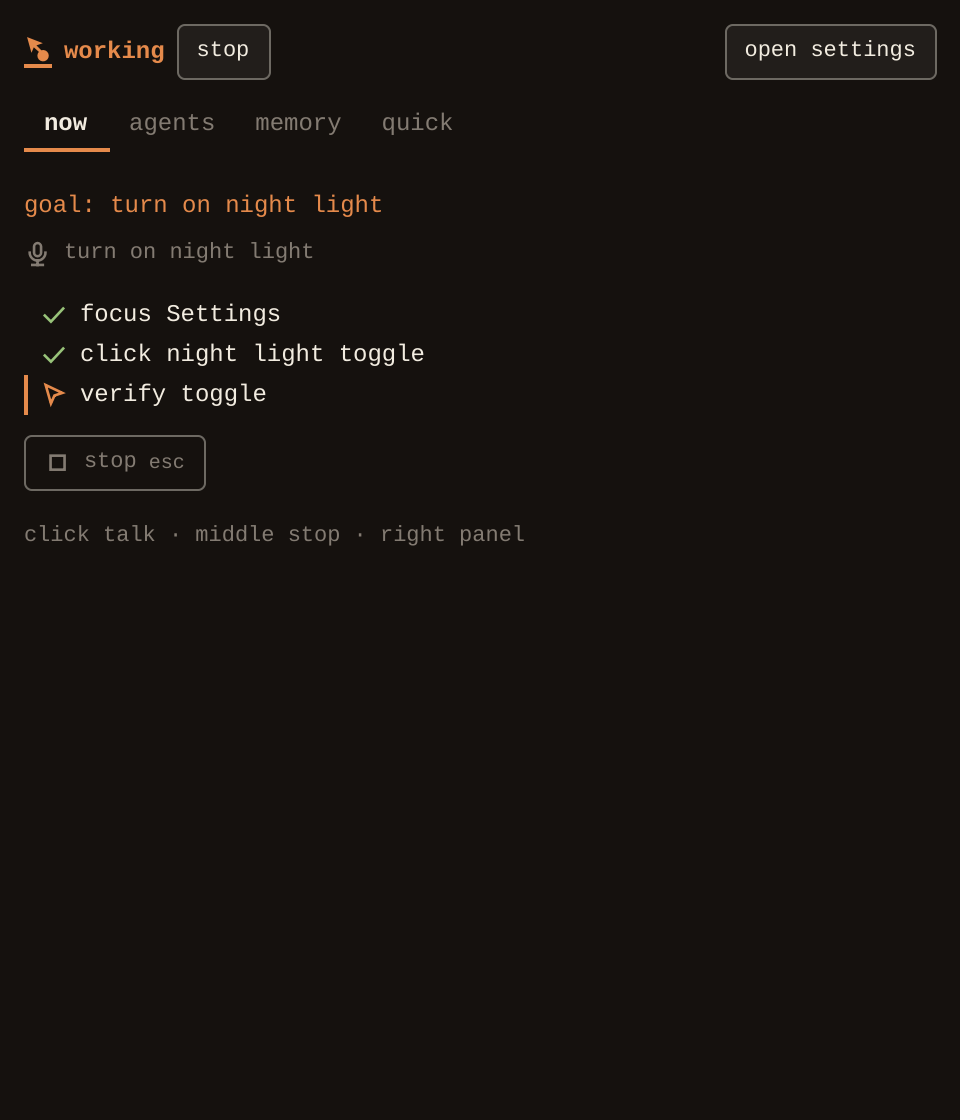 working stop open settings
now agents memory quick
goal: turn on night light
turn on night light
focus Settings
click night light toggle
verify toggle
stop esc
click talk · middle stop · right panel